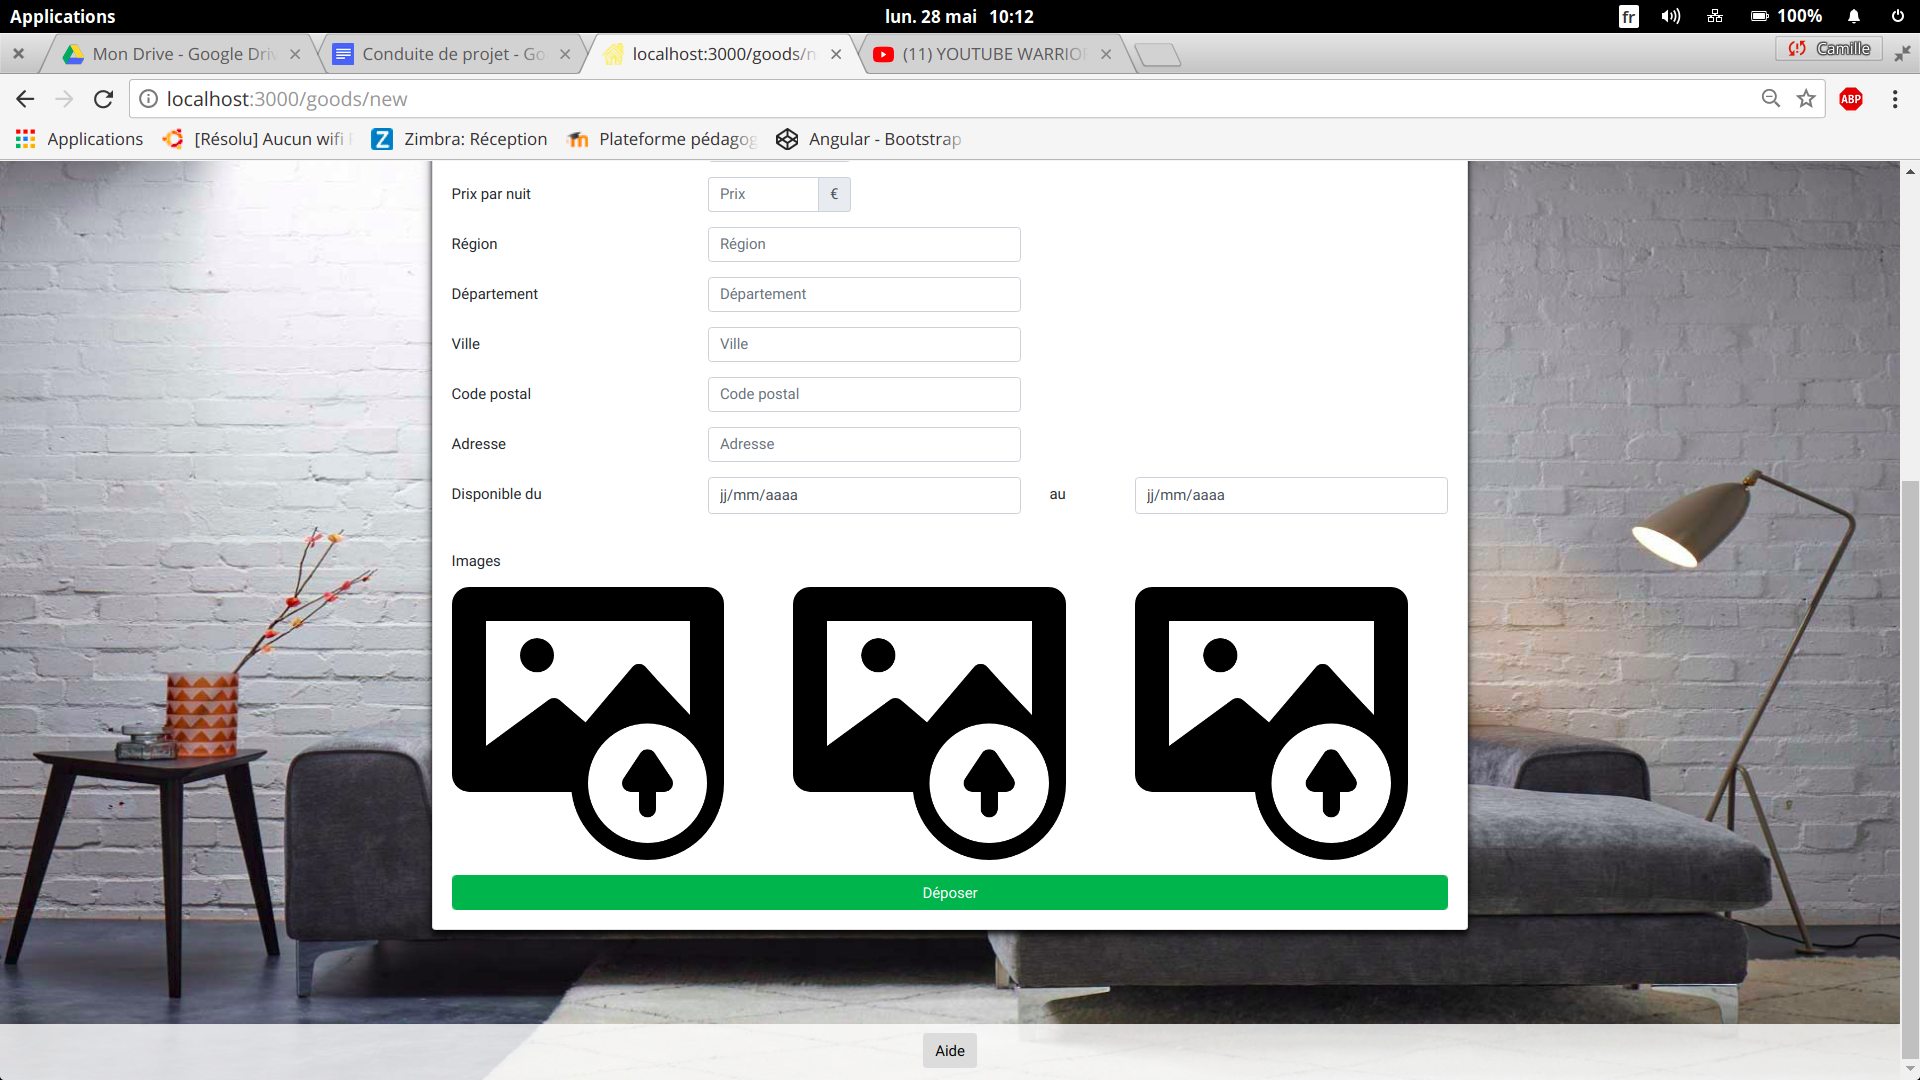 Applications lun. 28 mai 10:12 fr 100%
Mon Drive - Google Driv Conduite de projet - Go localhost:3000/goods/n (11) YOUTUBE WARRIOR Camille
localhost:3000/goods/new ABP
Applications [Résolu] Aucun wifi Zimbra: Réception Plateforme pédagog Angular - Bootstrap
Prix par nuit Prix €
Région Région
Département Département
Ville Ville
Code postal Code postal
Adresse Adresse
Disponible du jj/mm/aaaa au jj/mm/aaaa
Images
Déposer
Aide